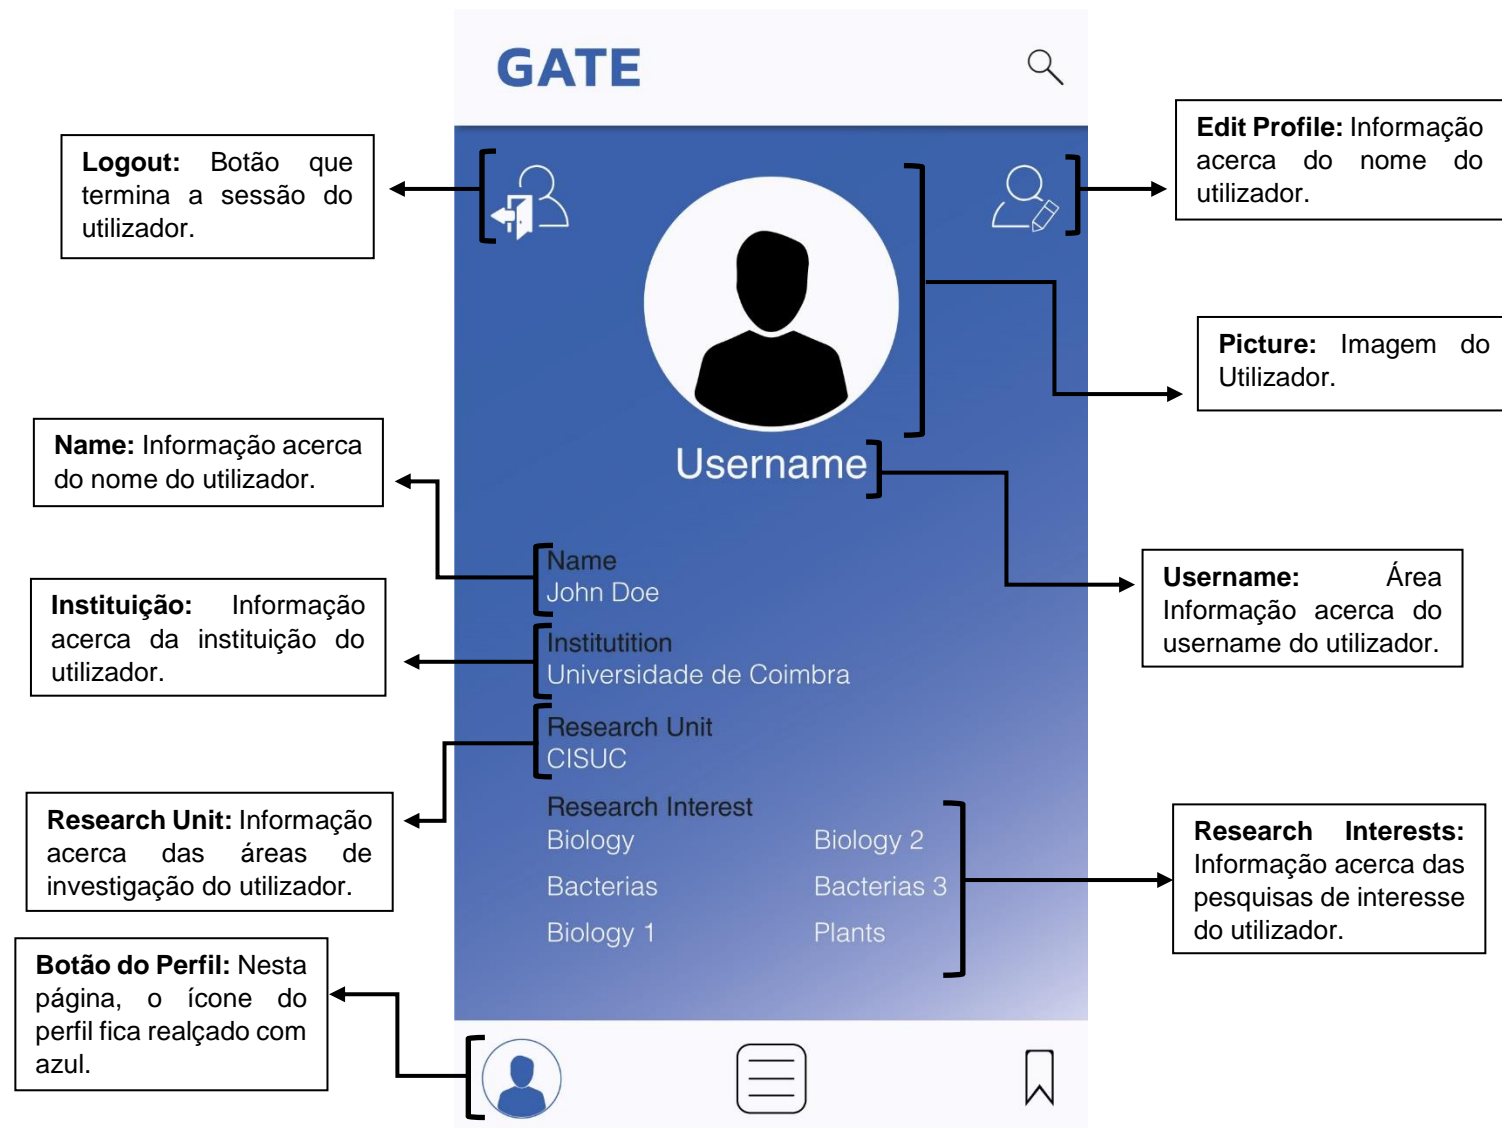 GATE
Logout: Botão que
termina a sessão do
utilizador.
Edit Profile: Informação
acerca do nome do
utilizador.
Picture: Imagem do
Utilizador.
Name: Informação acerca
do nome do utilizador.
Username
Name
John Doe
Username: Área
Informação acerca do
username do utilizador.
Instituição: Informação
acerca da instituição do
utilizador.
Institutition
Universidade de Coimbra
Research Unit
CISUC
Research Unit: Informação
acerca das áreas de
investigação do utilizador.
Research Interest
Biology Biology 2
Bacterias Bacterias 3
Biology 1 Plants
Research Interests:
Informação acerca das
pesquisas de interesse
do utilizador.
Botão do Perfil: Nesta
página, o ícone do
perfil fica realçado com
azul.